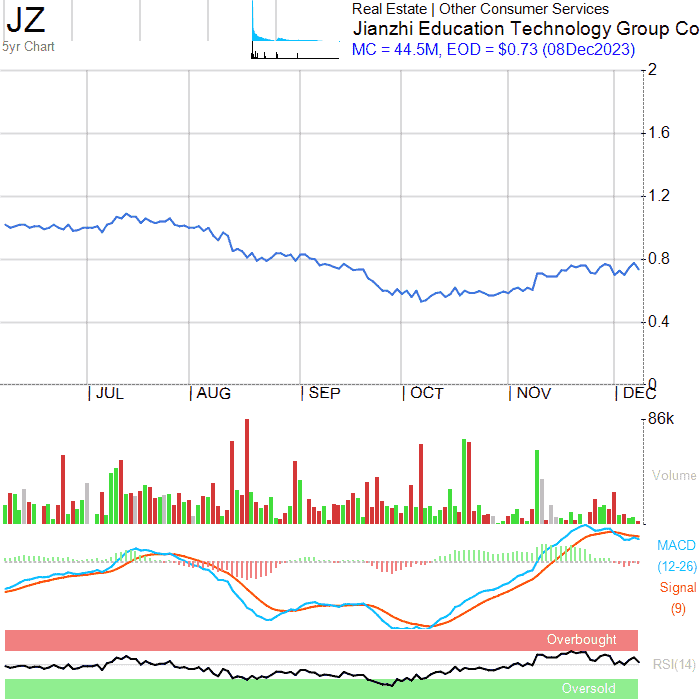 JZ
5yr Chart
Real Estate | Other Consumer Services
Jianzhi Education Technology Group Co
MC = 44.5M, EOD = $0.73 (08Dec2023)
2
1.6
1.2
0.8
0.4
0
JUL AUG SEP OCT NOV DEC
86k
Volume
MACD
(12-26)
Signal
(9)
Overbought
RSI(14)
Oversold